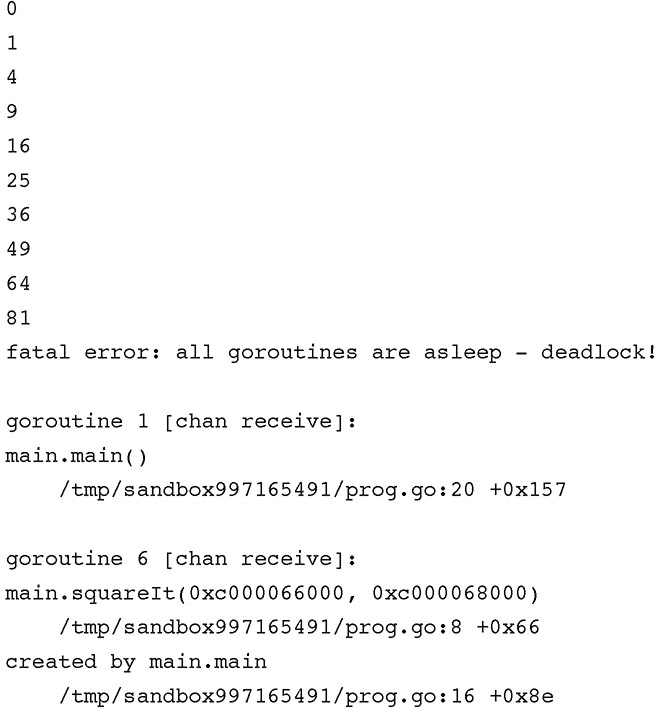 0
1
4
9
16
25
36
49
64
81
fatal error: all goroutines are asleep - deadlock!
goroutine 1 [chan receive]:
main.main()
/tmp/sandbox997165491/prog.go:20 +0x157
goroutine 6 [chan receive]:
main.squareIt(0xc000066000, 0xc000068000)
/tmp/sandbox997165491/prog.go:8 +0x66
created by main.main
/tmp/sandbox997165491/prog.go:16 +0x8e